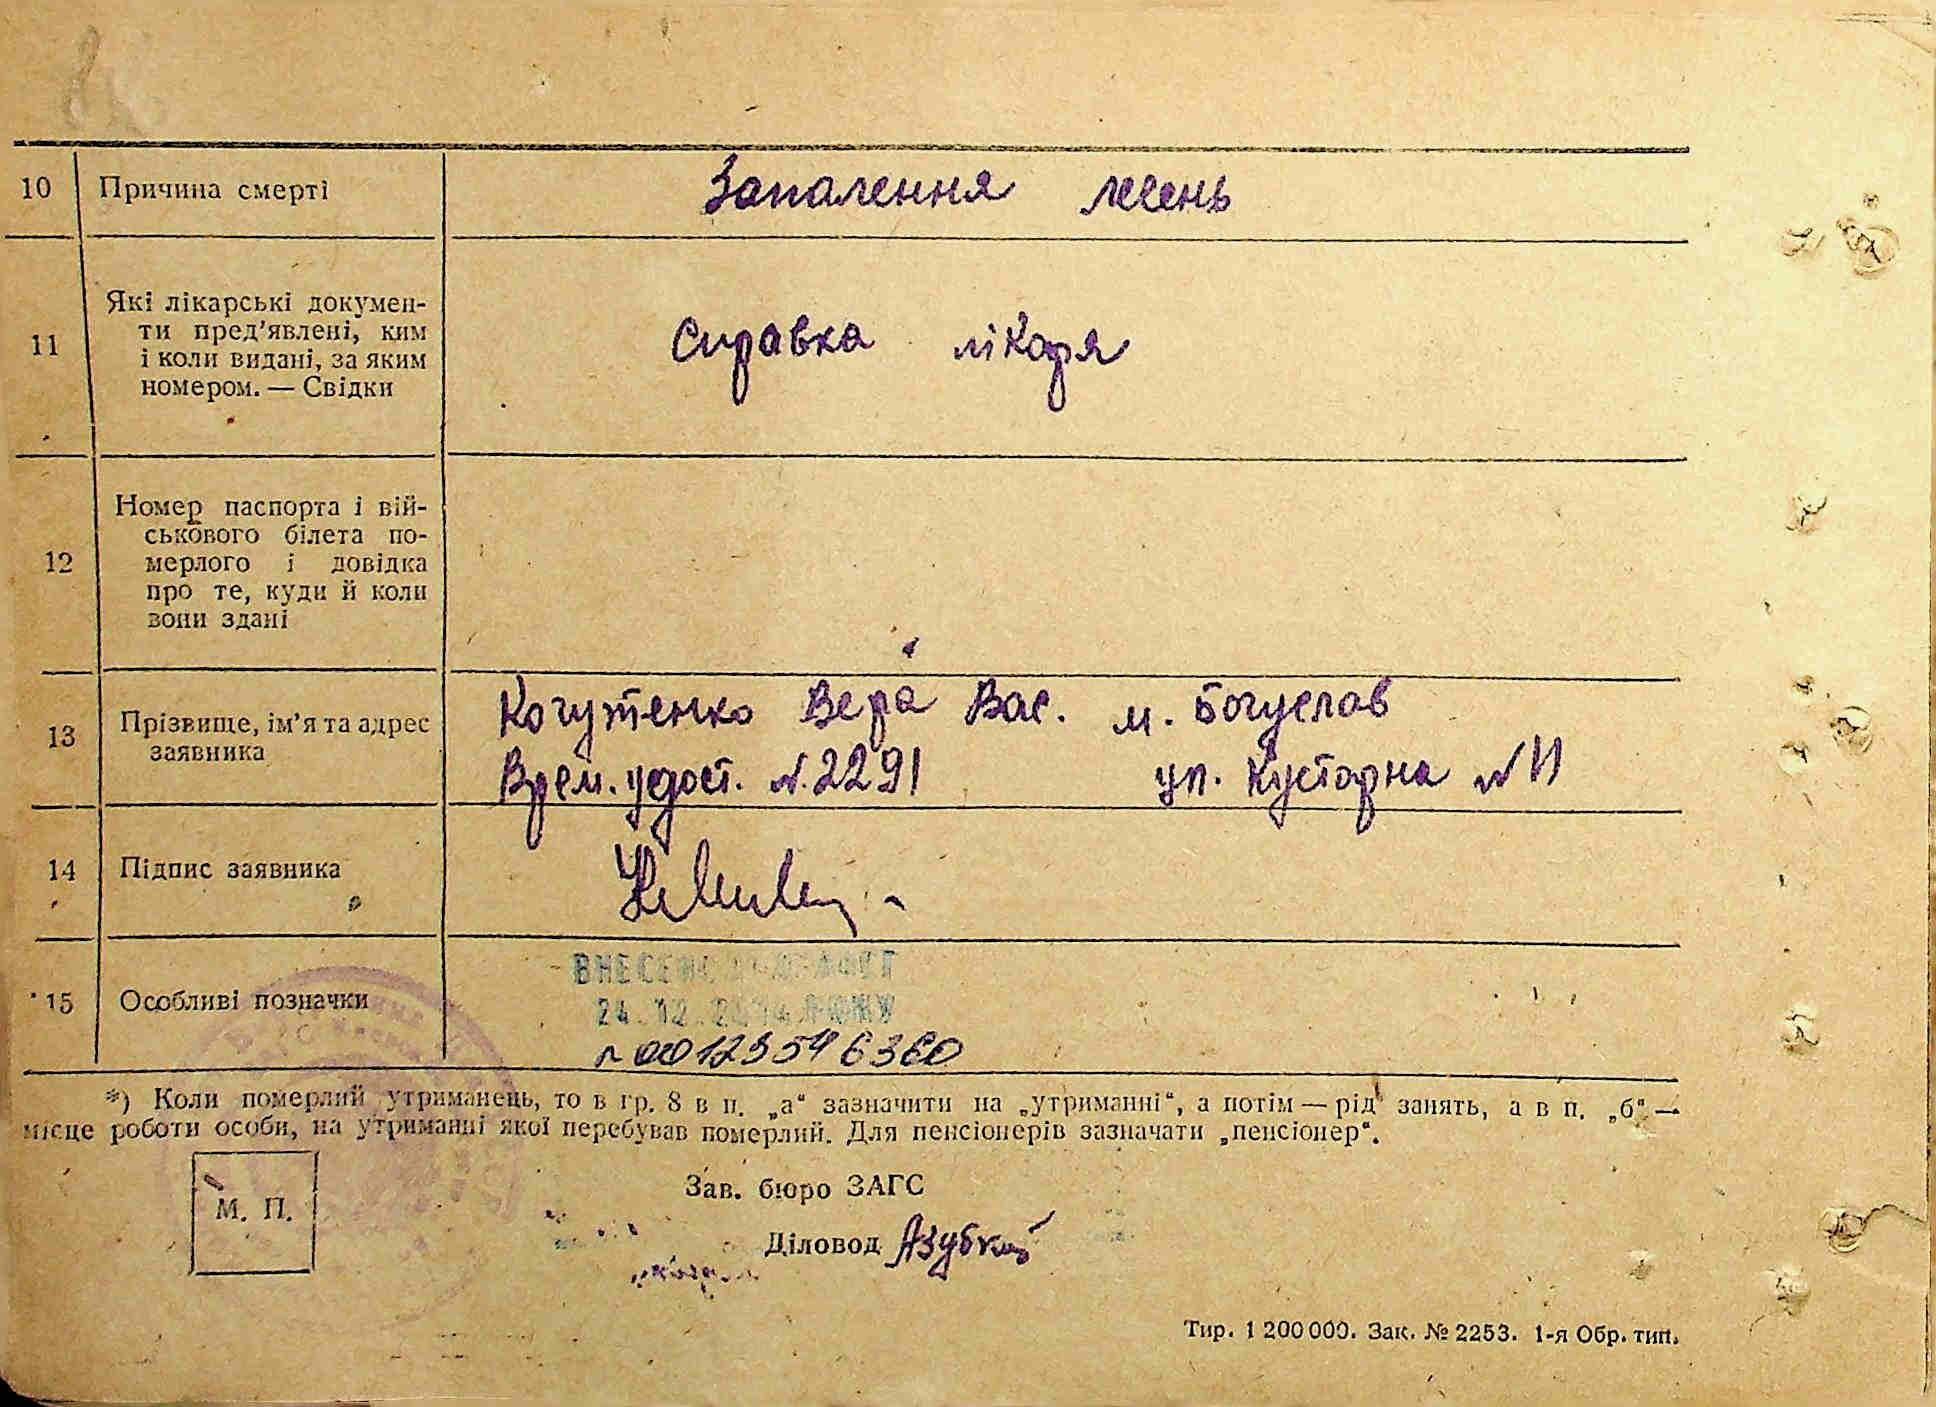 10 Причина смерті Запалення легень
11 Які лікарські докумен-
ти пред’явлені, ким
і коли видані, за яким
номером. — Свідки
Справка лікаря
12 Номер паспорта і вій-
ськового білета по-
мерлого і довідка
про те, куди й коли
вони здані
13 Прізвище, ім’я та адрес
заявника
Когутенко Вера Вас. м. Богуслав
Врем. удост. №.2291 ул. Кустарна № 11
14 Підпис заявника
15 Особливі позначки
ВНЕСЕНО
24.12.
00123546360
*) Коли померлий утриманець, то в гр. 8 в п. „а“ зазначити на „утриманні“, а потім — рід занять, а в п. „б“ —
місце роботи особи, на утриманні якої перебував померлий. Для пенсіонерів зазначати „пенсіонер“.
М. П.
Зав. бюро ЗАГС
Діловод
Тир. 1 200 000. Зак. № 2253. 1-я Обр. тип.